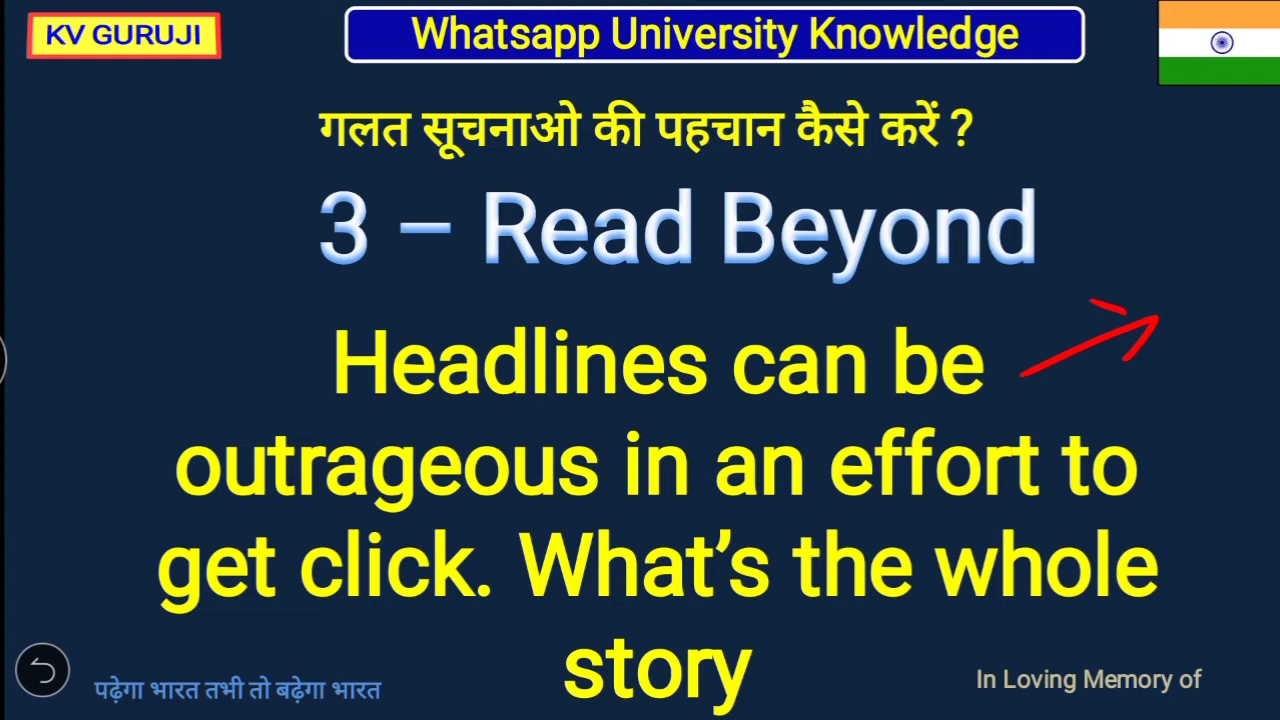 KV GURUJI
Whatsapp University Knowledge
गलत सूचनाओ की पहचान कैसे करें ?
3 – Read Beyond
Headlines can be
outrageous in an effort to
get click. What’s the whole
story
पढ़ेगा भारत तभी तो बढ़ेगा भारत
In Loving Memory of